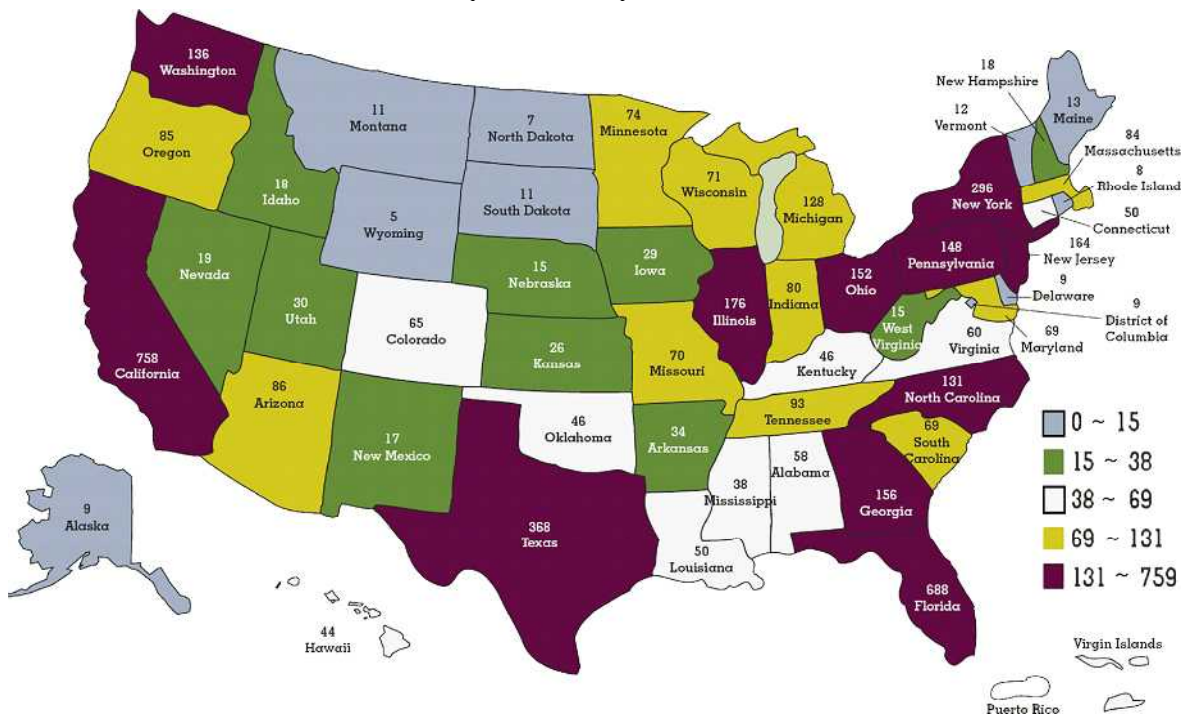 136
Washington
11
Montana
7
North Dakota
74
Minnesota
18
New Hampshire
12
Vermont
13
Maine
84
Massachusetts
8
Rhode Island
85
Oregon
18
Idaho
5
Wyoming
11
South Dakota
71
Wisconsin
128
Michigan
296
New York
50
Connecticut
19
Nevada
30
Utah
15
Nebraska
29
Iowa
176
Illinois
80
Indiana
152
Ohio
148
Pennsylvania
164
New Jersey
9
Delaware
9
District of
Columbia
69
Maryland
758
California
65
Colorado
26
Kansas
70
Missouri
46
Kentucky
15
West
Virginia
60
Virginia
86
Arizona
17
New Mexico
46
Oklahoma
34
Arkansas
93
Tennessee
131
North Carolina
69
South
Carolina
368
Texas
50
Louisiana
38
Mississippi
58
Alabama
156
Georgia
688
Florida
9
Alaska
44
Hawaii
0 ~ 15
15 ~ 38
38 ~ 69
69 ~ 131
131 ~ 759
Virgin Islands
Puerto Rico